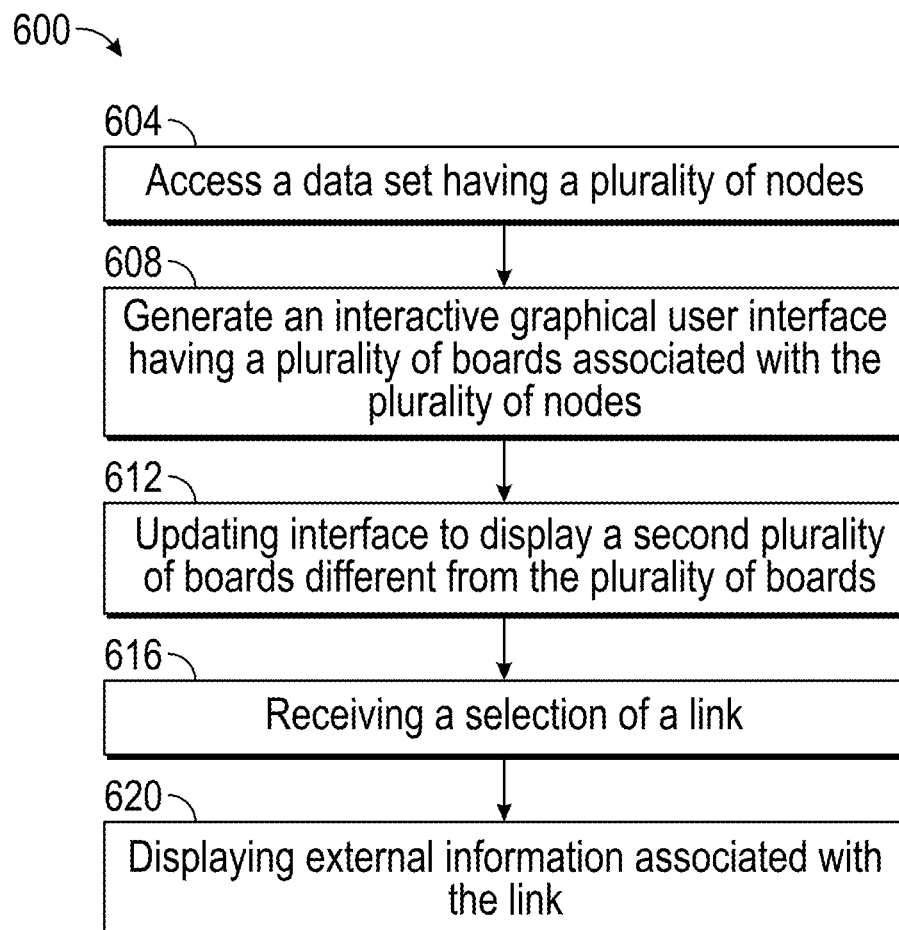 600
604
Access a data set having a plurality of nodes
608
Generate an interactive graphical user interface
having a plurality of boards associated with the
plurality of nodes
612
Updating interface to display a second plurality
of boards different from the plurality of boards
616
Receiving a selection of a link
620
Displaying external information associated with
the link